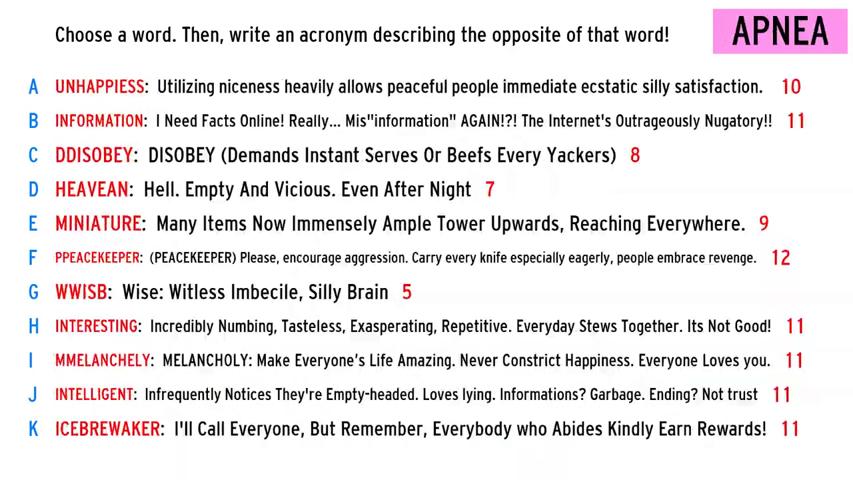 Choose a word. Then, write an acronym describing the opposite of that word!
APNEA
A UNHAPPIESS: Utilizing niceness heavily allows peaceful people immediate ecstatic silly satisfaction. 10
B INFORMATION: I Need Facts Online! Really... Mis"information" AGAIN!?! The Internet's Outrageously Nugatory!! 11
C DDISOBEY: DISOBEY (Demands Instant Serves Or Beefs Every Yackers) 8
D HEAVEAN: Hell. Empty And Vicious. Even After Night 7
E MINIATURE: Many Items Now Immensely Ample Tower Upwards, Reaching Everywhere. 9
F PPEACEKEEPER: (PEACEKEEPER) Please, encourage aggression. Carry every knife especially eagerly, people embrace revenge. 12
G WWISB: Wise: Witless Imbecile, Silly Brain 5
H INTERESTING: Incredibly Numbing, Tasteless, Exasperating, Repetitive. Everyday Stews Together. Its Not Good! 11
I MMELANCHELY: MELANCHOLY: Make Everyone's Life Amazing. Never Constrict Happiness. Everyone Loves you. 11
J INTELLIGENT: Infrequently Notices They're Empty-headed. Loves lying. Informations? Garbage. Ending? Not trust 11
K ICEBREWAKER: I'll Call Everyone, But Remember, Everybody who Abides Kindly Earn Rewards! 11